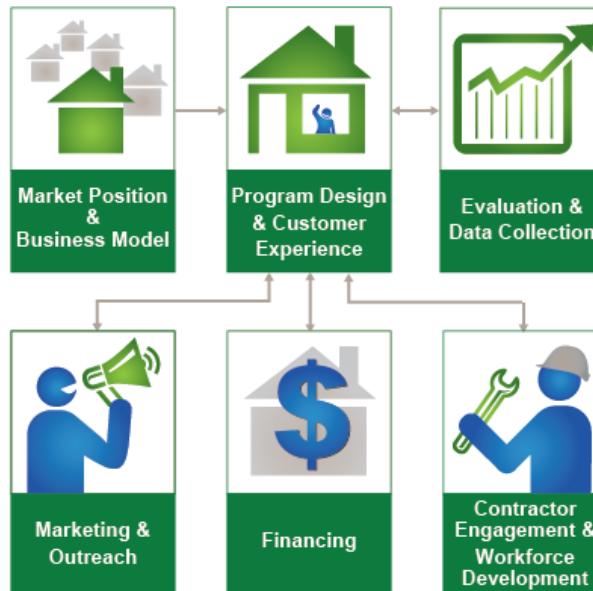 Market Position
&
Business Model
Program Design
& Customer
Experience
Evaluation &
Data Collection
Marketing &
Outreach
Financing
Contractor
Engagement &
Workforce
Development